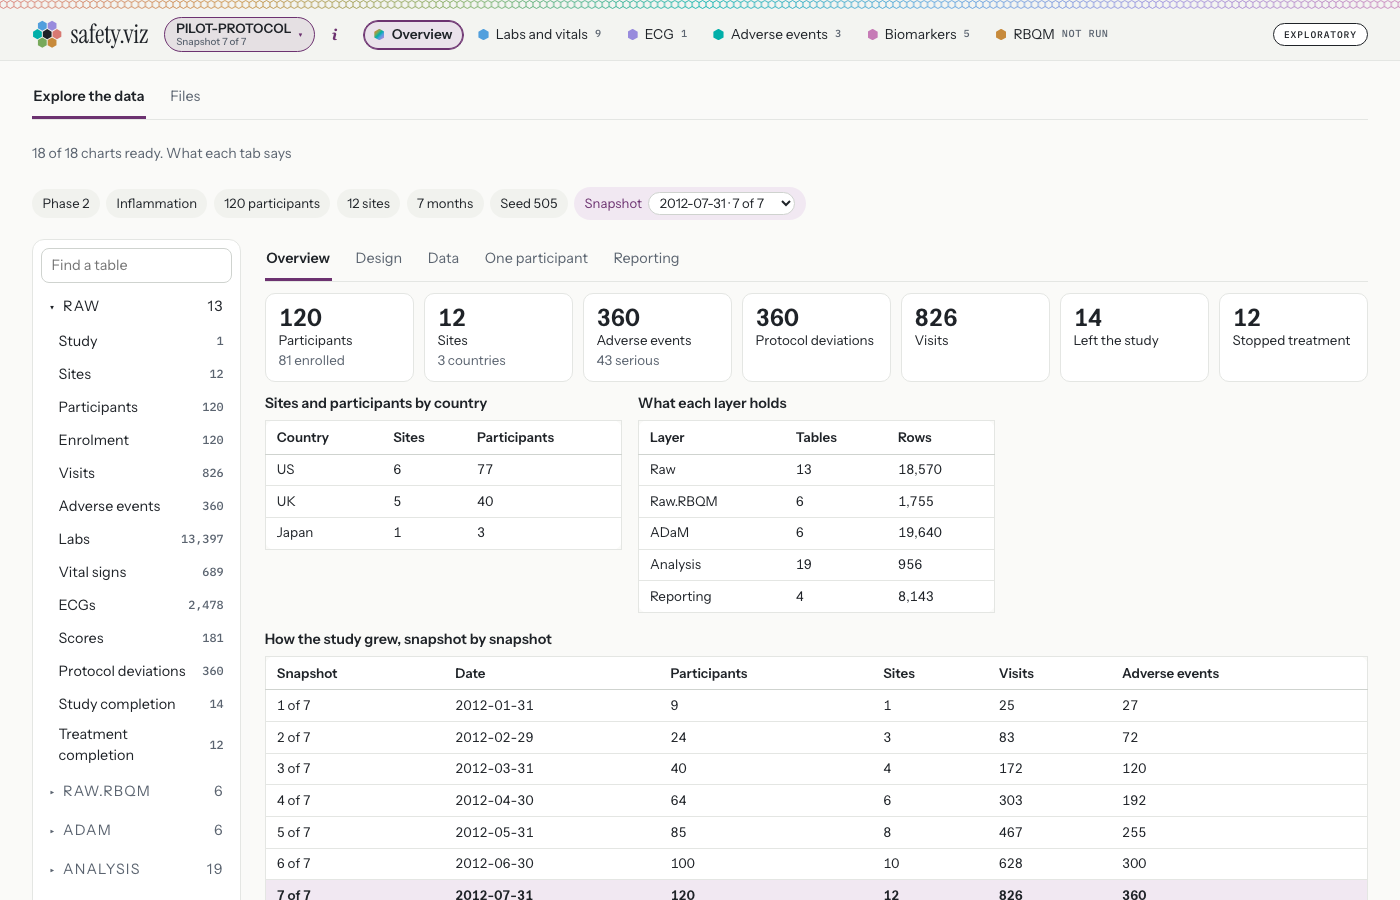 safety.viz
PILOT-PROTOCOL
Snapshot 7 of 7
i
Overview
Labs and vitals 9
ECG 1
Adverse events 3
Biomarkers 5
RBQM NOT RUN
EXPLORATORY
Explore the data
Files
18 of 18 charts ready. What each tab says
Phase 2
Inflammation
120 participants
12 sites
7 months
Seed 505
Snapshot 2012-07-31 · 7 of 7
Find a table
RAW 13
Study 1
Sites 12
Participants 120
Enrolment 120
Visits 826
Adverse events 360
Labs 13,397
Vital signs 689
ECGs 2,478
Scores 181
Protocol deviations 360
Study completion 14
Treatment
completion 12
RAW.RBQM 6
ADAM 6
ANALYSIS 19
Overview
Design
Data
One participant
Reporting
120
Participants
81 enrolled
12
Sites
3 countries
360
Adverse events
43 serious
360
Protocol deviations
826
Visits
14
Left the study
12
Stopped treatment
Sites and participants by country
Country Sites Participants
US 6 77
UK 5 40
Japan 1 3
What each layer holds
Layer Tables Rows
Raw 13 18,570
Raw.RBQM 6 1,755
ADaM 6 19,640
Analysis 19 956
Reporting 4 8,143
How the study grew, snapshot by snapshot
Snapshot Date Participants Sites Visits Adverse events
1 of 7 2012-01-31 9 1 25 27
2 of 7 2012-02-29 24 3 83 72
3 of 7 2012-03-31 40 4 172 120
4 of 7 2012-04-30 64 6 303 192
5 of 7 2012-05-31 85 8 467 255
6 of 7 2012-06-30 100 10 628 300
7 of 7 2012-07-31 120 12 826 360